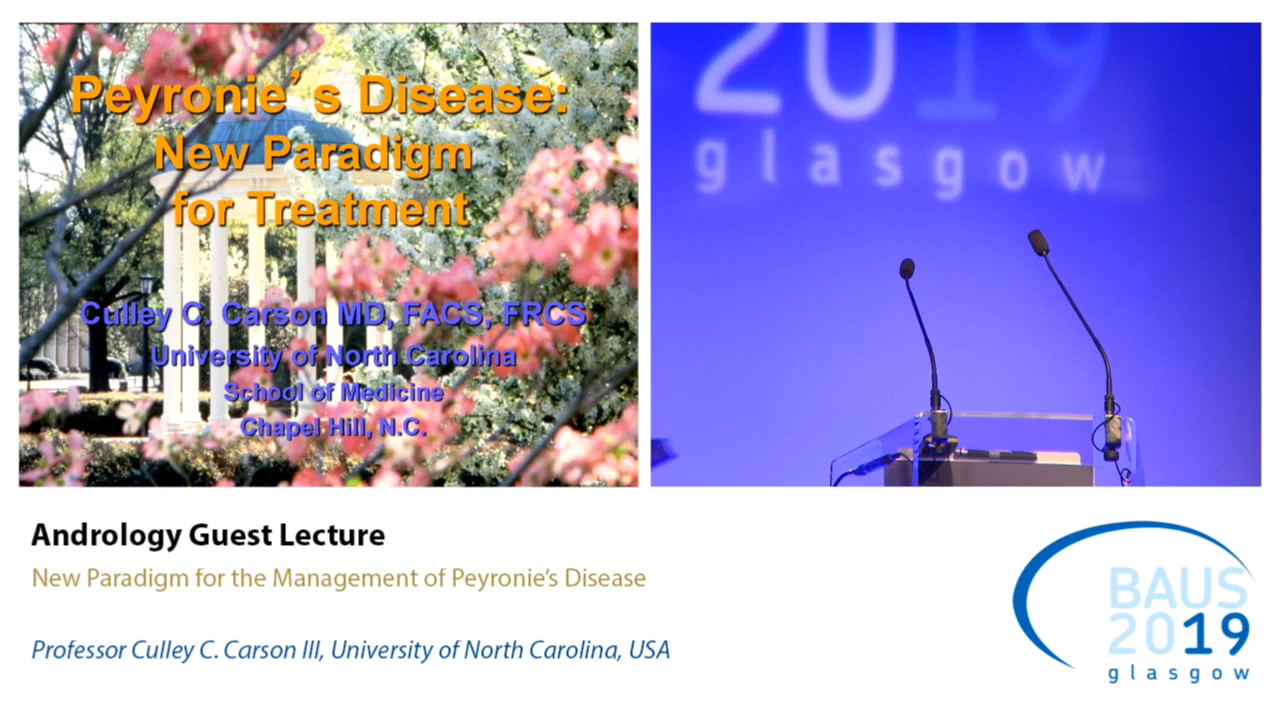 Peyronie’s Disease:
New Paradigm
for Treatment
Culley C. Carson MD, FACS, FRCS
University of North Carolina
School of Medicine
Chapel Hill, N.C.
2019
glasgow
Andrology Guest Lecture
New Paradigm for the Management of Peyronie’s Disease
Professor Culley C. Carson III, University of North Carolina, USA
BAUS
2019
glasgow